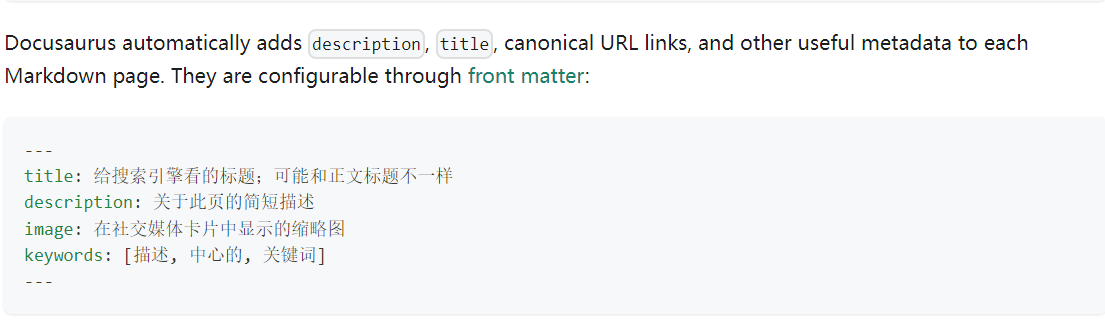 Docusaurus automatically adds description, title, canonical URL links, and other useful metadata to each
Markdown page. They are configurable through front matter:
---
title: 给搜索引擎看的标题；可能和正文标题不一样
description: 关于此页的简短描述
image: 在社交媒体卡片中显示的缩略图
keywords: [描述, 中心的, 关键词]
---